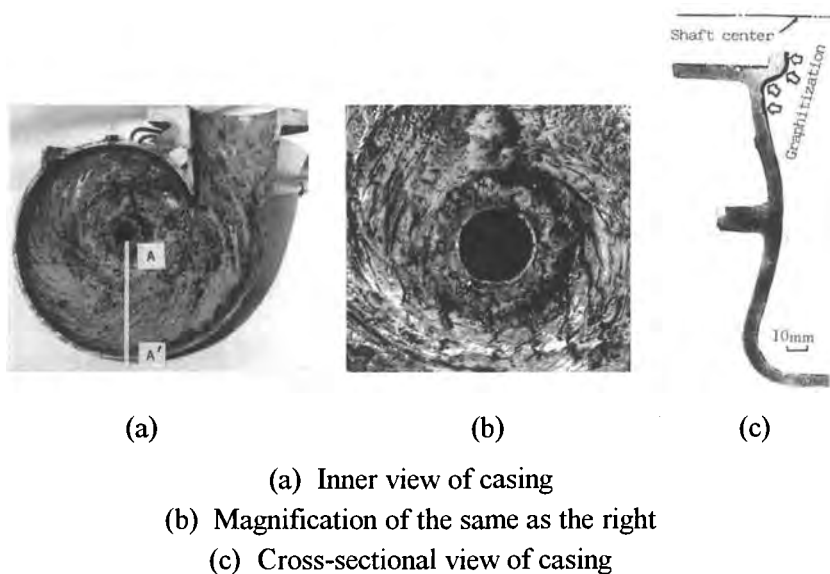 Shaft center
Graphitization
10mm
A
A'
(a) (b) (c)
(a) Inner view of casing
(b) Magnification of the same as the right
(c) Cross-sectional view of casing